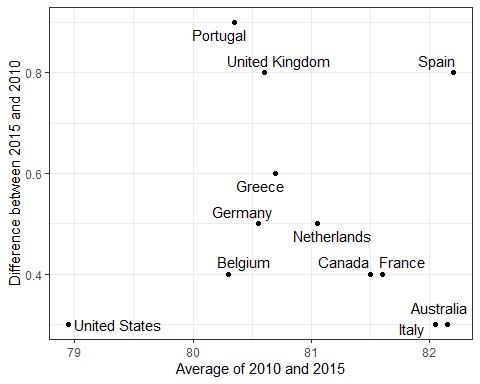 Portugal
United Kingdom
Spain
0.8
Difference between 2015 and 2010
0.6
Greece
Germany
Netherlands
Belgium
Canada
France
0.4
Australia
United States
Italy
79
80
81
82
Average of 2010 and 2015